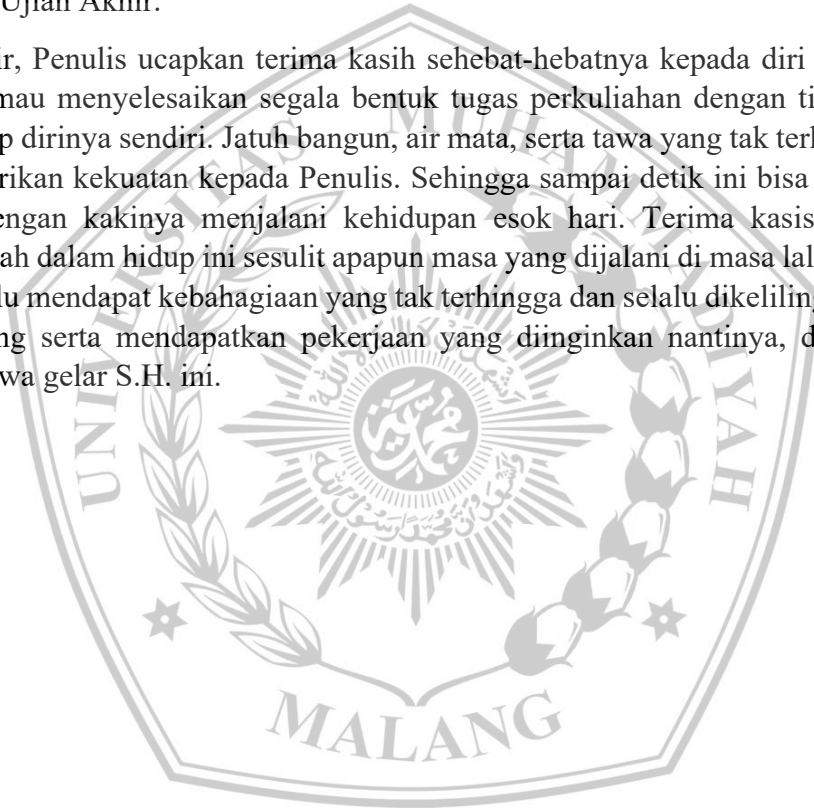 Ujian Akhir.
ir, Penulis ucapkan terima kasih sehebat-hebatnya kepada diri
mau menyelesaikan segala bentuk tugas perkuliahan dengan ti
p dirinya sendiri. Jatuh bangun, air mata, serta tawa yang tak terh
rikan kekuatan kepada Penulis. Sehingga sampai detik ini bisa
engan kakinya menjalani kehidupan esok hari. Terima kasis
ah dalam hidup ini sesulit apapun masa yang dijalani di masa lal
lu mendapat kebahagiaan yang tak terhingga dan selalu dikeliling
ng serta mendapatkan pekerjaan yang diinginkan nantinya, d
wa gelar S.H. ini.
UNIVERSITAS MUHAMMADIYAH
MALANG